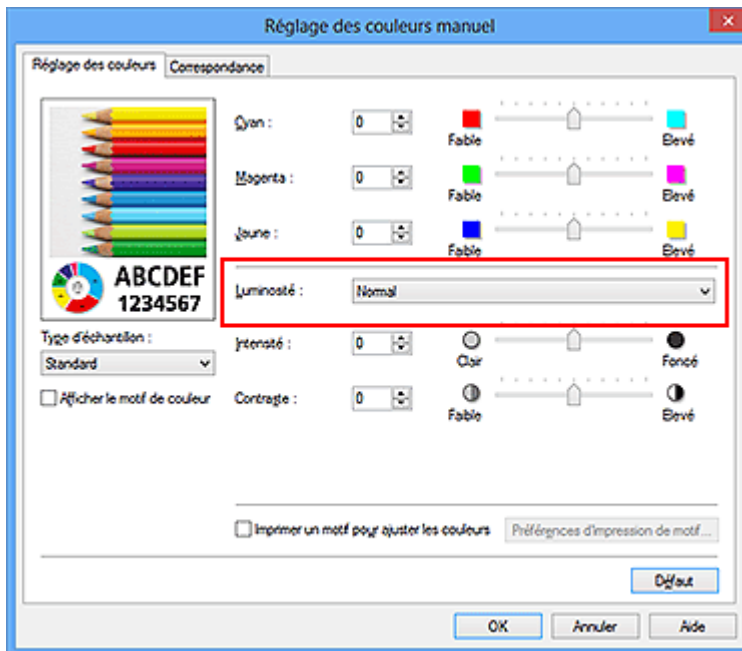 Réglage des couleurs manuel
Réglage des couleurs
Correspondance
Cyan :
0
Faible
Elevé
Magenta :
0
Faible
Elevé
Jaune :
0
Faible
Elevé
ABCDEF
1234567
Luminosité :
Normal
Type d'échantillon :
Standard
Afficher le motif de couleur
Intensité :
0
Clair
Foncé
Contraste :
0
Faible
Elevé
Imprimer un motif pour ajuster les couleurs
Préférences d'impression de motif...
Défaut
OK
Annuler
Aide